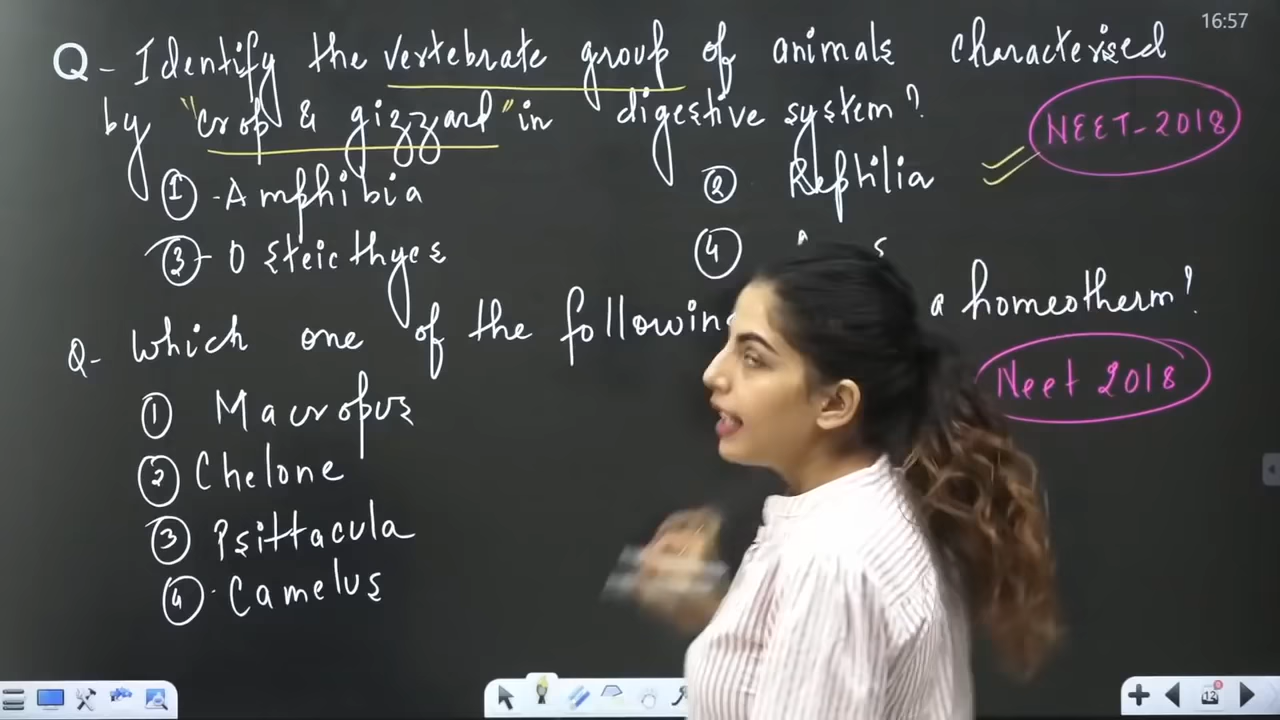 16:57
Q- Identify the vertebrate group of animals characterised
by "crop & gizzard" in digestive system?
NEET-2018
① Amphibia ② Reptilia
③ Osteicthyes ④
Q- Which one of the following a homeotherm?
Neet 2018
① Macropus
② Chelone
③ Psittacula
④ Camelus
12